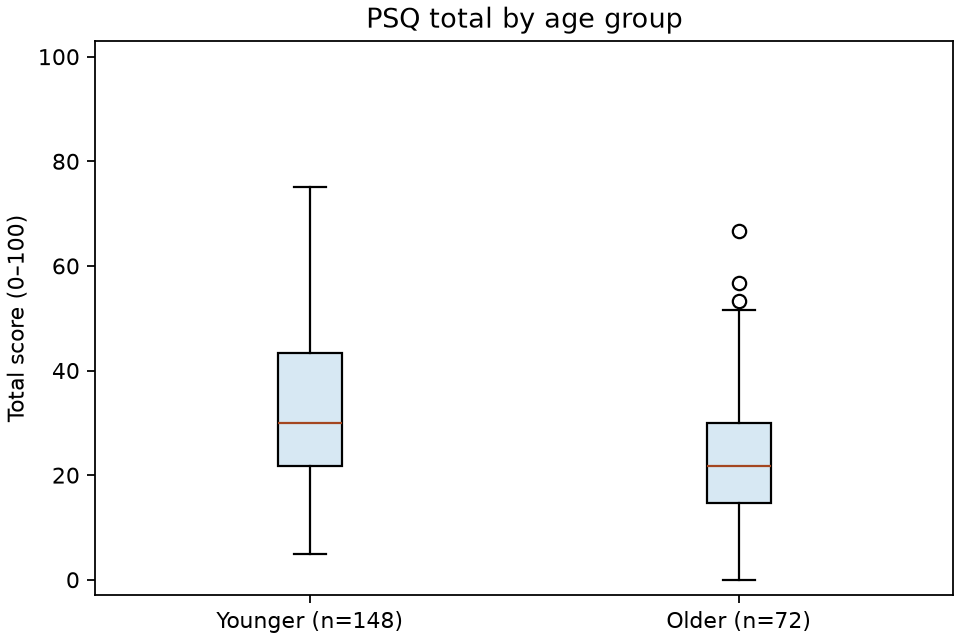 PSQ total by age group
Total score (0–100)
100
80
60
40
20
0
Younger (n=148)
Older (n=72)